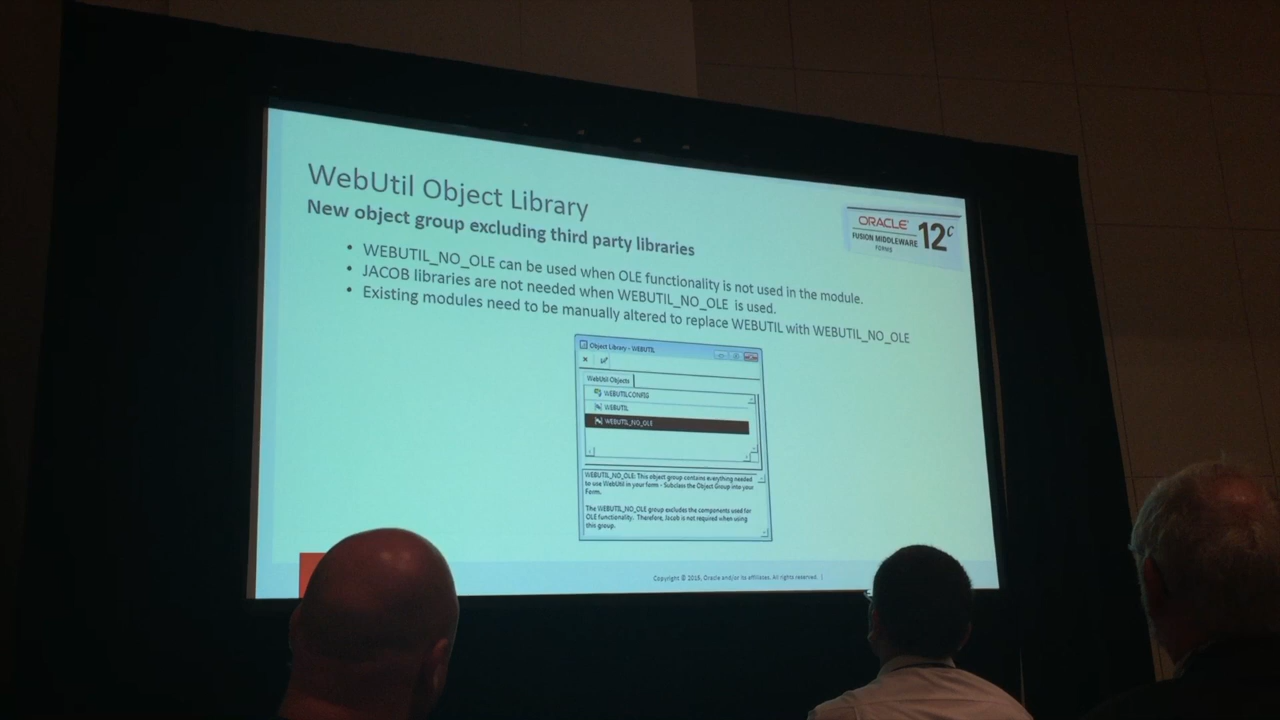 WebUtil Object Library
New object group excluding third party libraries
ORACLE
FUSION MIDDLEWARE
FORMS
12c
• WEBUTIL_NO_OLE can be used when OLE functionality is not used in the module.
• JACOB libraries are not needed when WEBUTIL_NO_OLE is used.
• Existing modules need to be manually altered to replace WEBUTIL with WEBUTIL_NO_OLE
Object Library - WEBUTIL
WebUtil Objects
WEBUTILCONFIG
WEBUTIL
WEBUTIL_NO_OLE
WEBUTIL_NO_OLE: This object group contains everything needed
to use WebUtil in your form - Subclass the Object Group into your
Form.
The WEBUTIL_NO_OLE group excludes the components used for
OLE functionality. Therefore, Jacob is not required when using
this group.
Copyright © 2015, Oracle and/or its affiliates. All rights reserved. |